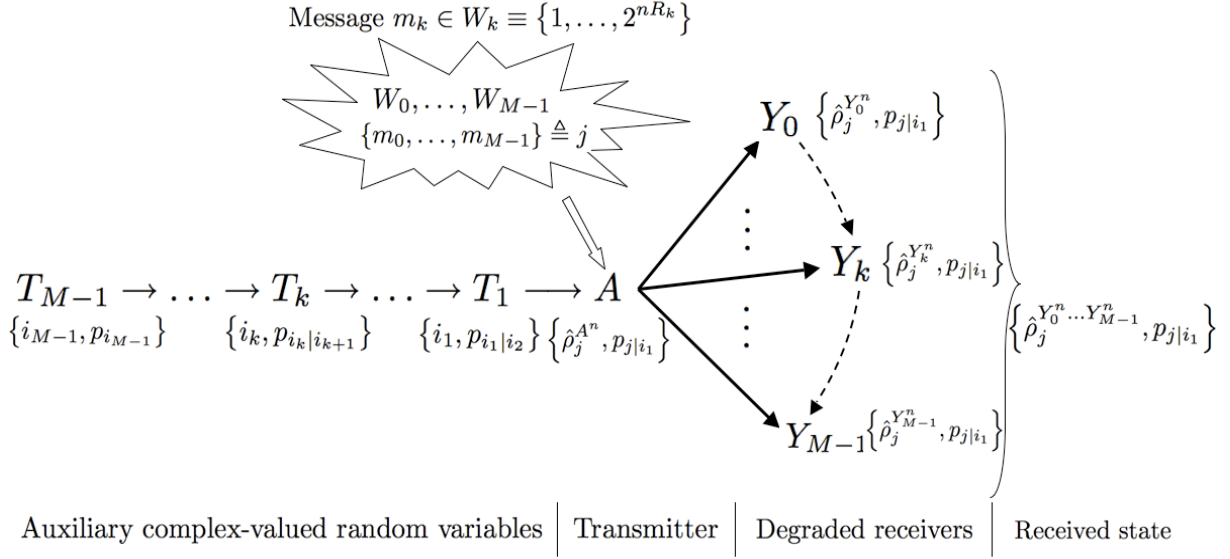 Message $m_k \in W_k \equiv \{1, \ldots, 2^{nR_k}\}$
$W_0, \ldots, W_{M-1}$
$\{m_0, \ldots, m_{M-1}\} \triangleq j$
$Y_0$ $\{\hat{\rho}_j^{Y_0^n}, p_{j|i_1}\}$
$T_{M-1} \to \ldots \to T_k \to \ldots \to T_1 \longrightarrow A$
$\{i_{M-1}, p_{i_{M-1}}\}$ $\{i_k, p_{i_k|i_{k+1}}\}$ $\{i_1, p_{i_1|i_2}\}$ $\{\hat{\rho}_j^{A^n}, p_{j|i_1}\}$
$Y_k$ $\{\hat{\rho}_j^{Y_k^n}, p_{j|i_1}\}$
$Y_{M-1}$ $\{\hat{\rho}_j^{Y_{M-1}^n}, p_{j|i_1}\}$
$\{\hat{\rho}_j^{Y_0^n \ldots Y_{M-1}^n}, p_{j|i_1}\}$
Auxiliary complex-valued random variables | Transmitter | Degraded receivers | Received state